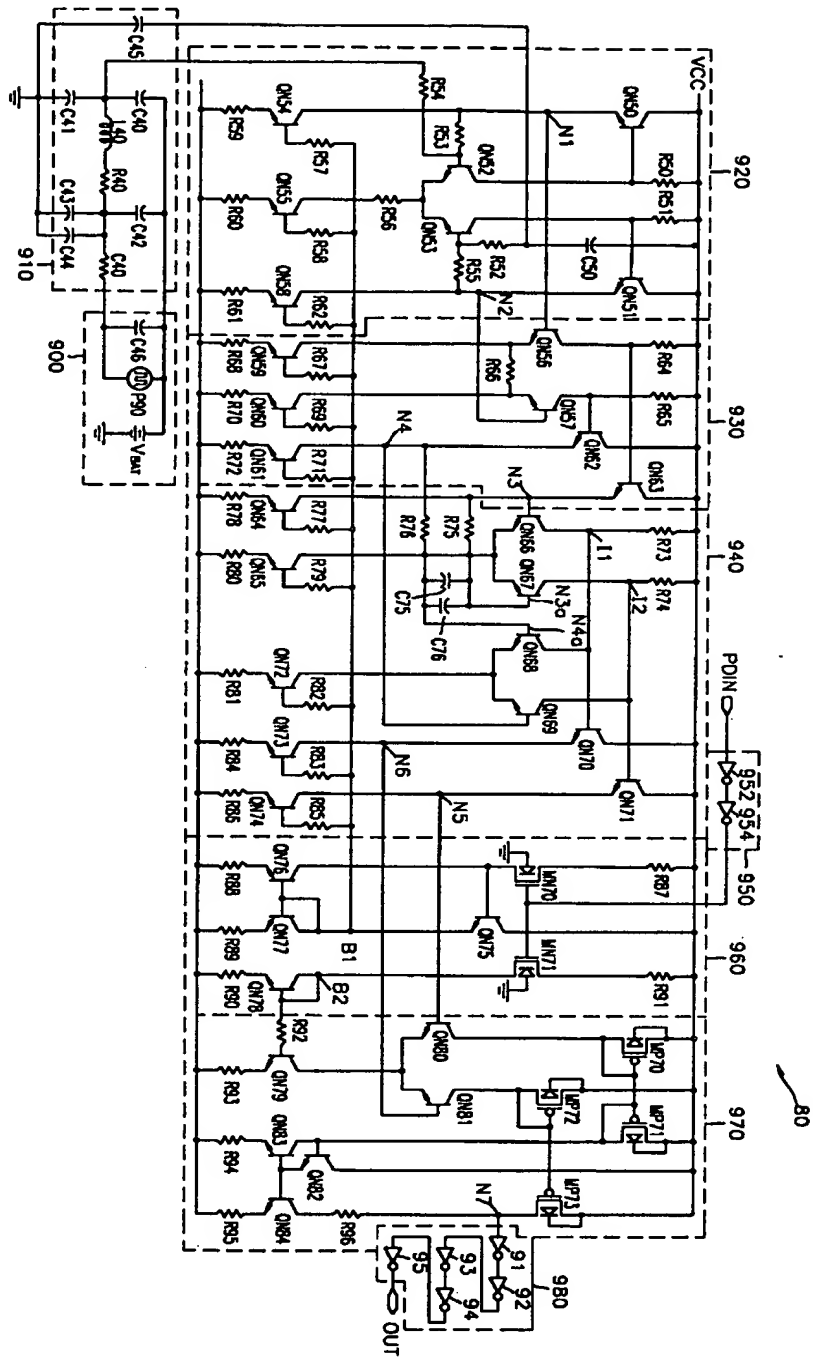 80
920
930
940
950
960
970
980
VCC
PDIN
952
954
QN50
R50
R51
QN51
R64
R65
QN63
R73
R74
QN71
R87
R91
MP70
MP71
MP73
N1
C50
QN56
QN57
QN62
I1
I2
QN70
MN70
MN71
MP72
N7
91
92
93
94
95
OUT
R54
R53
QN52
QN53
R52
R55
N2
R66
N4
N3
QN66
QN67
N3a
N4a
QN68
QN69
R76
R75
C75
C76
N6
N5
QN75
QN80
QN81
R96
R56
R57
R58
R62
R67
R69
R71
R77
R79
R82
R83
R85
B1
B2
R92
QN54
QN55
QN58
QN59
QN60
QN61
QN64
QN65
QN72
QN73
QN74
QN76
QN77
QN78
QN79
QN83
QN82
QN84
R59
R60
R61
R68
R70
R72
R78
R80
R81
R84
R86
R88
R89
R90
R93
R94
R95
C45
C41
C40
L40
R40
C43
C42
C44
C40
910
C46
P90
VBAT
900